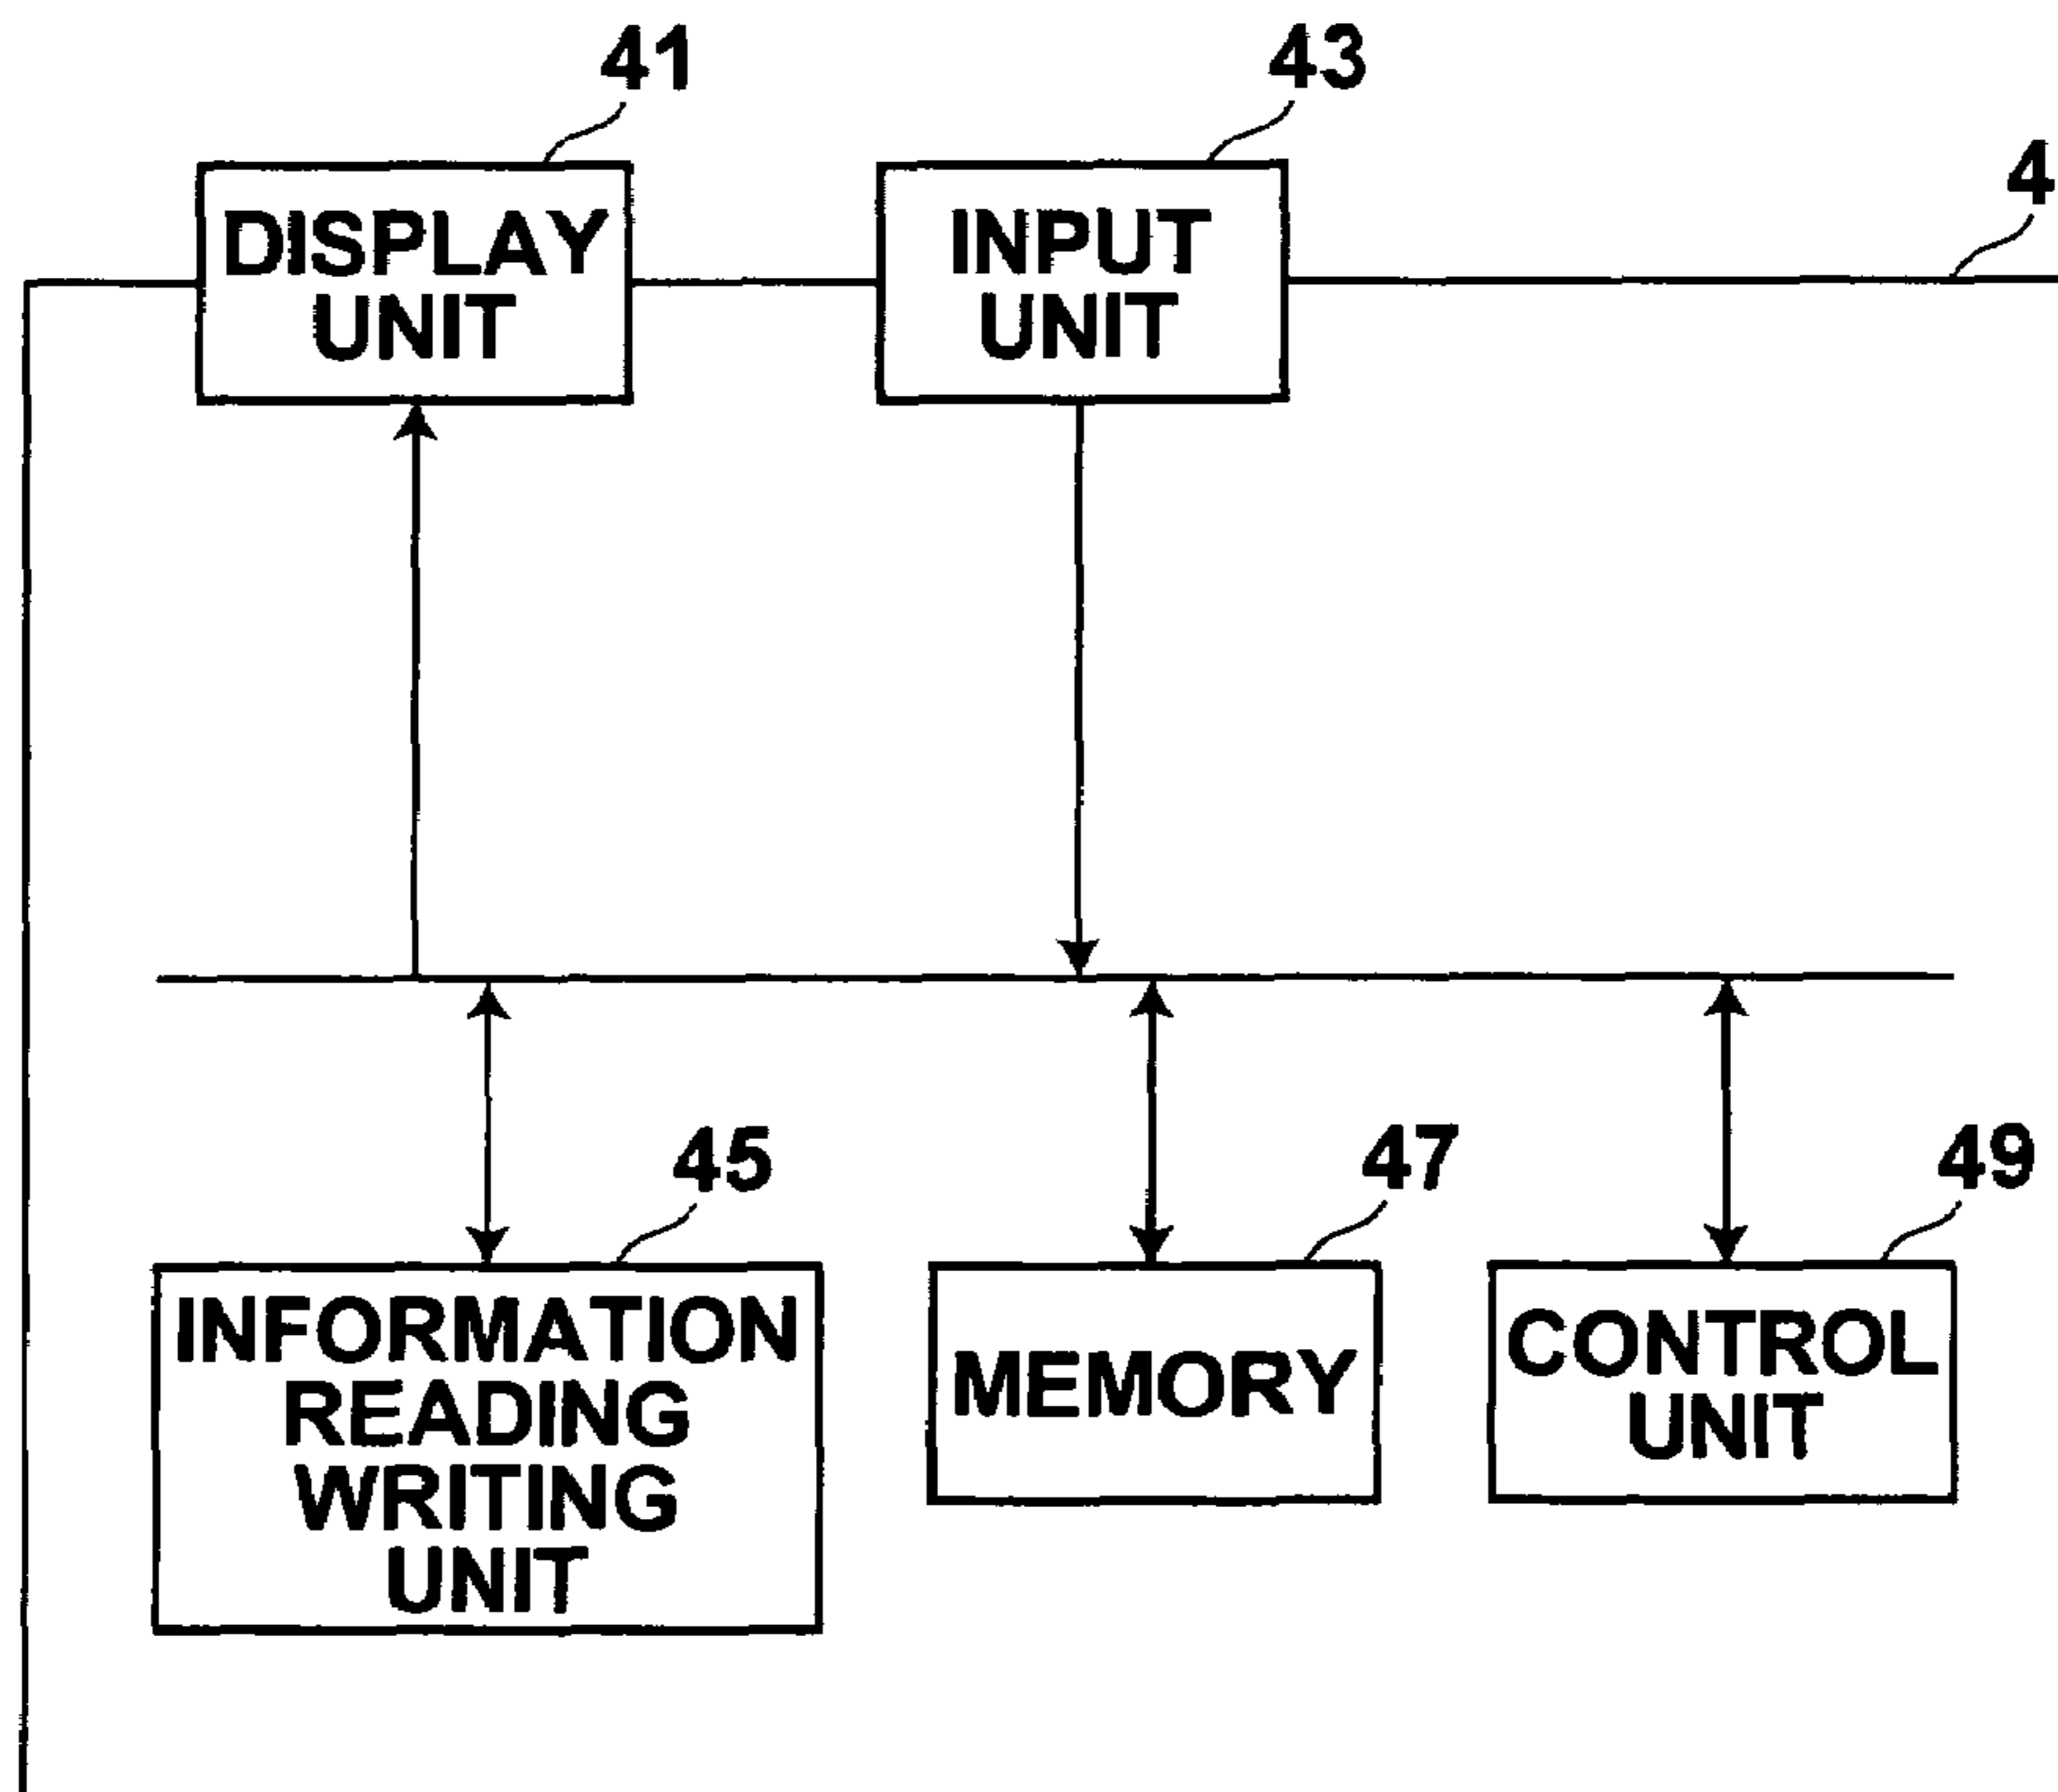 41
43
4
DISPLAY
UNIT
INPUT
UNIT
45
47
49
INFORMATION
READING
WRITING
UNIT
MEMORY
CONTROL
UNIT